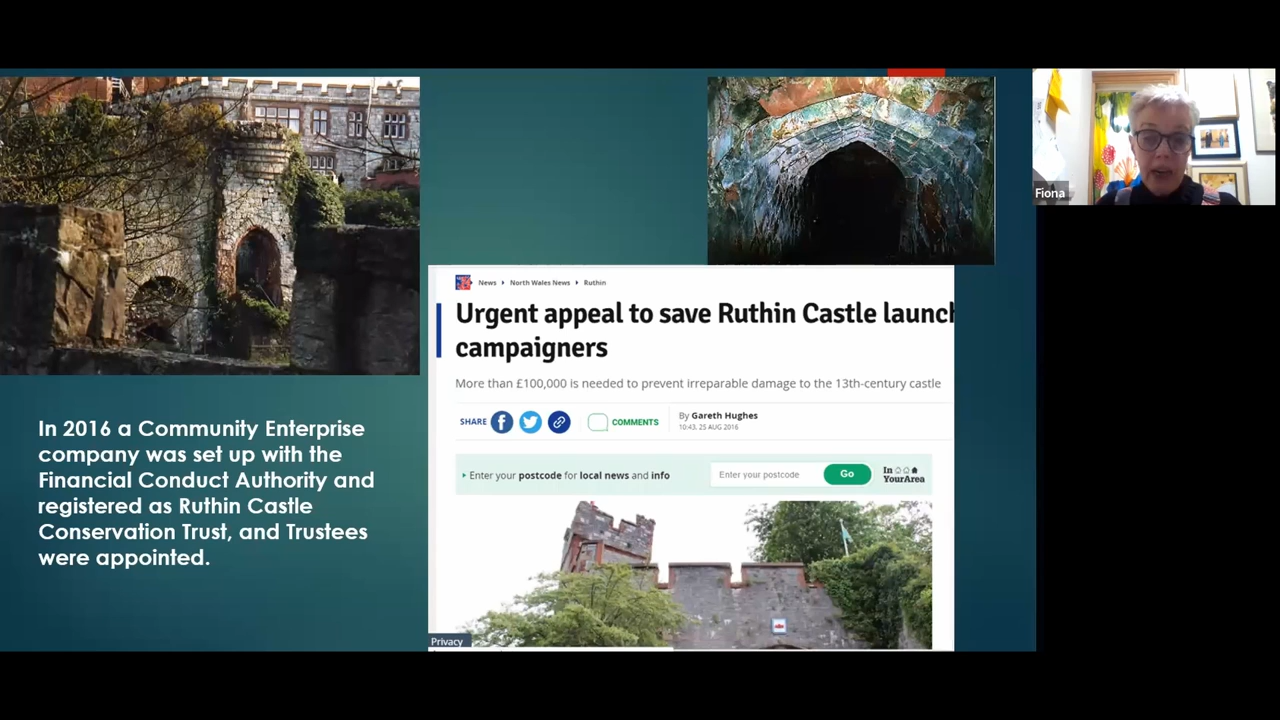 In 2016 a Community Enterprise
company was set up with the
Financial Conduct Authority and
registered as Ruthin Castle
Conservation Trust, and Trustees
were appointed.
News North Wales News Ruthin
Urgent appeal to save Ruthin Castle launch
campaigners
More than £100,000 is needed to prevent irreparable damage to the 13th-century castle
SHARE COMMENTS
By Gareth Hughes
10:43, 25 AUG 2016
Enter your postcode for local news and info
Enter your postcode Go
In
YourArea
Privacy
Fiona